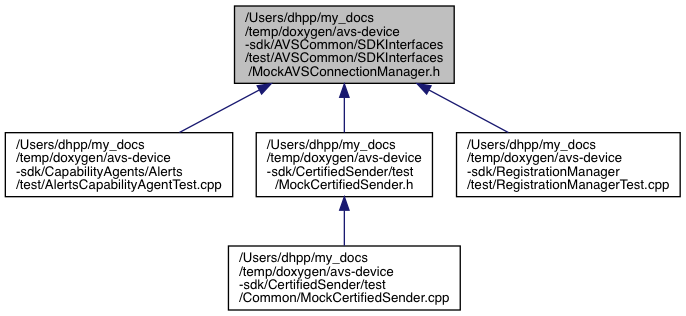 /Users/dhpp/my_docs
/temp/doxygen/avs-device
-sdk/AVSCommon/SDKInterfaces
/test/AVSCommon/SDKInterfaces
/MockAVSConnectionManager.h
/Users/dhpp/my_docs
/temp/doxygen/avs-device
-sdk/CapabilityAgents/Alerts
/test/AlertsCapabilityAgentTest.cpp
/Users/dhpp/my_docs
/temp/doxygen/avs-device
-sdk/CertifiedSender/test
/MockCertifiedSender.h
/Users/dhpp/my_docs
/temp/doxygen/avs-device
-sdk/RegistrationManager
/test/RegistrationManagerTest.cpp
/Users/dhpp/my_docs
/temp/doxygen/avs-device
-sdk/CertifiedSender/test
/Common/MockCertifiedSender.cpp